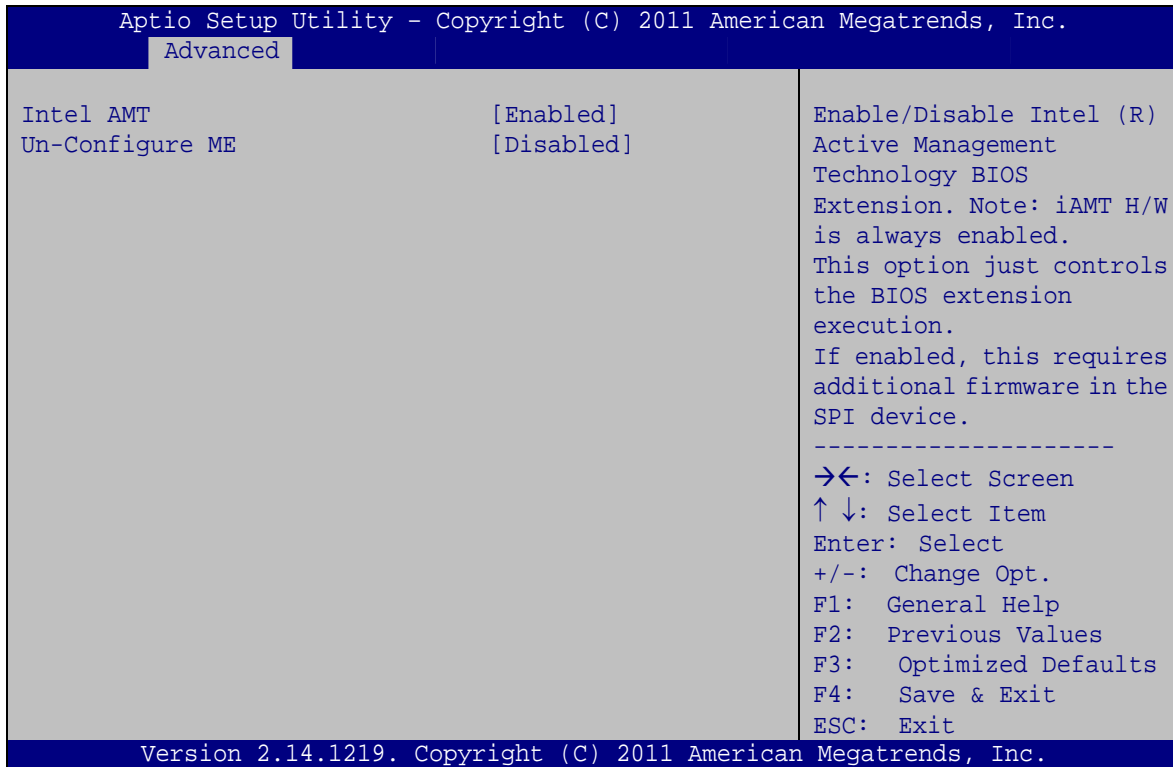 Aptio Setup Utility – Copyright (C) 2011 American Megatrends, Inc.
Advanced
Intel AMT [Enabled]
Un-Configure ME [Disabled]
Enable/Disable Intel (R)
Active Management
Technology BIOS
Extension. Note: iAMT H/W
is always enabled.
This option just controls
the BIOS extension
execution.
If enabled, this requires
additional firmware in the
SPI device.
---------------------
→←: Select Screen
↑ ↓: Select Item
Enter: Select
+/-: Change Opt.
F1: General Help
F2: Previous Values
F3: Optimized Defaults
F4: Save & Exit
ESC: Exit
Version 2.14.1219. Copyright (C) 2011 American Megatrends, Inc.